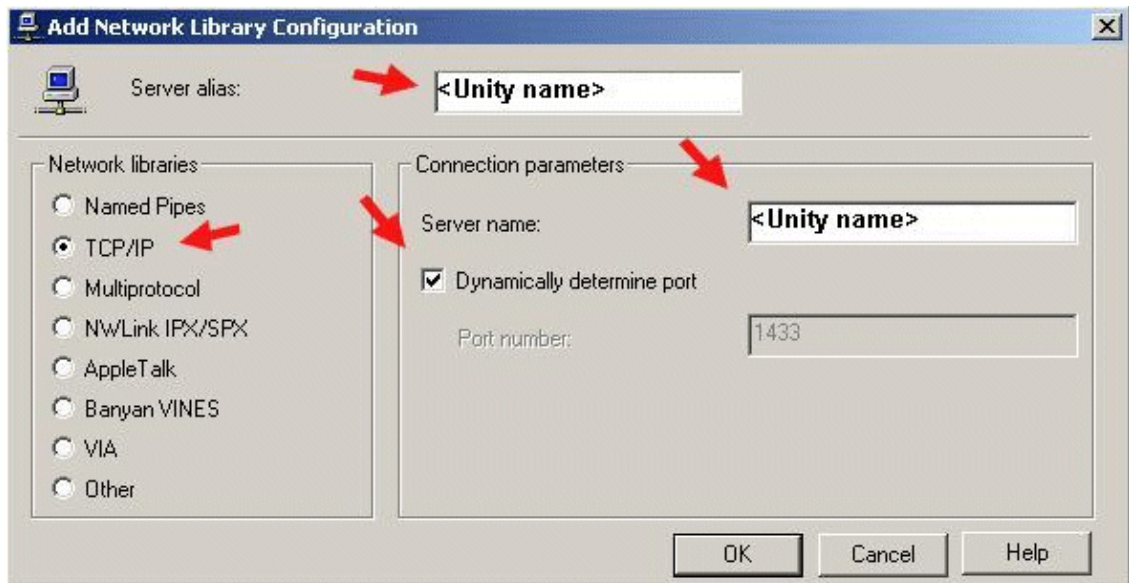 Add Network Library Configuration
Server alias:
<Unity name>
Network libraries
Named Pipes
TCP/IP
Multiprotocol
NWLink IPX/SPX
AppleTalk
Banyan VINES
VIA
Other
Connection parameters
Server name:
<Unity name>
Dynamically determine port
Port number:
1433
OK
Cancel
Help